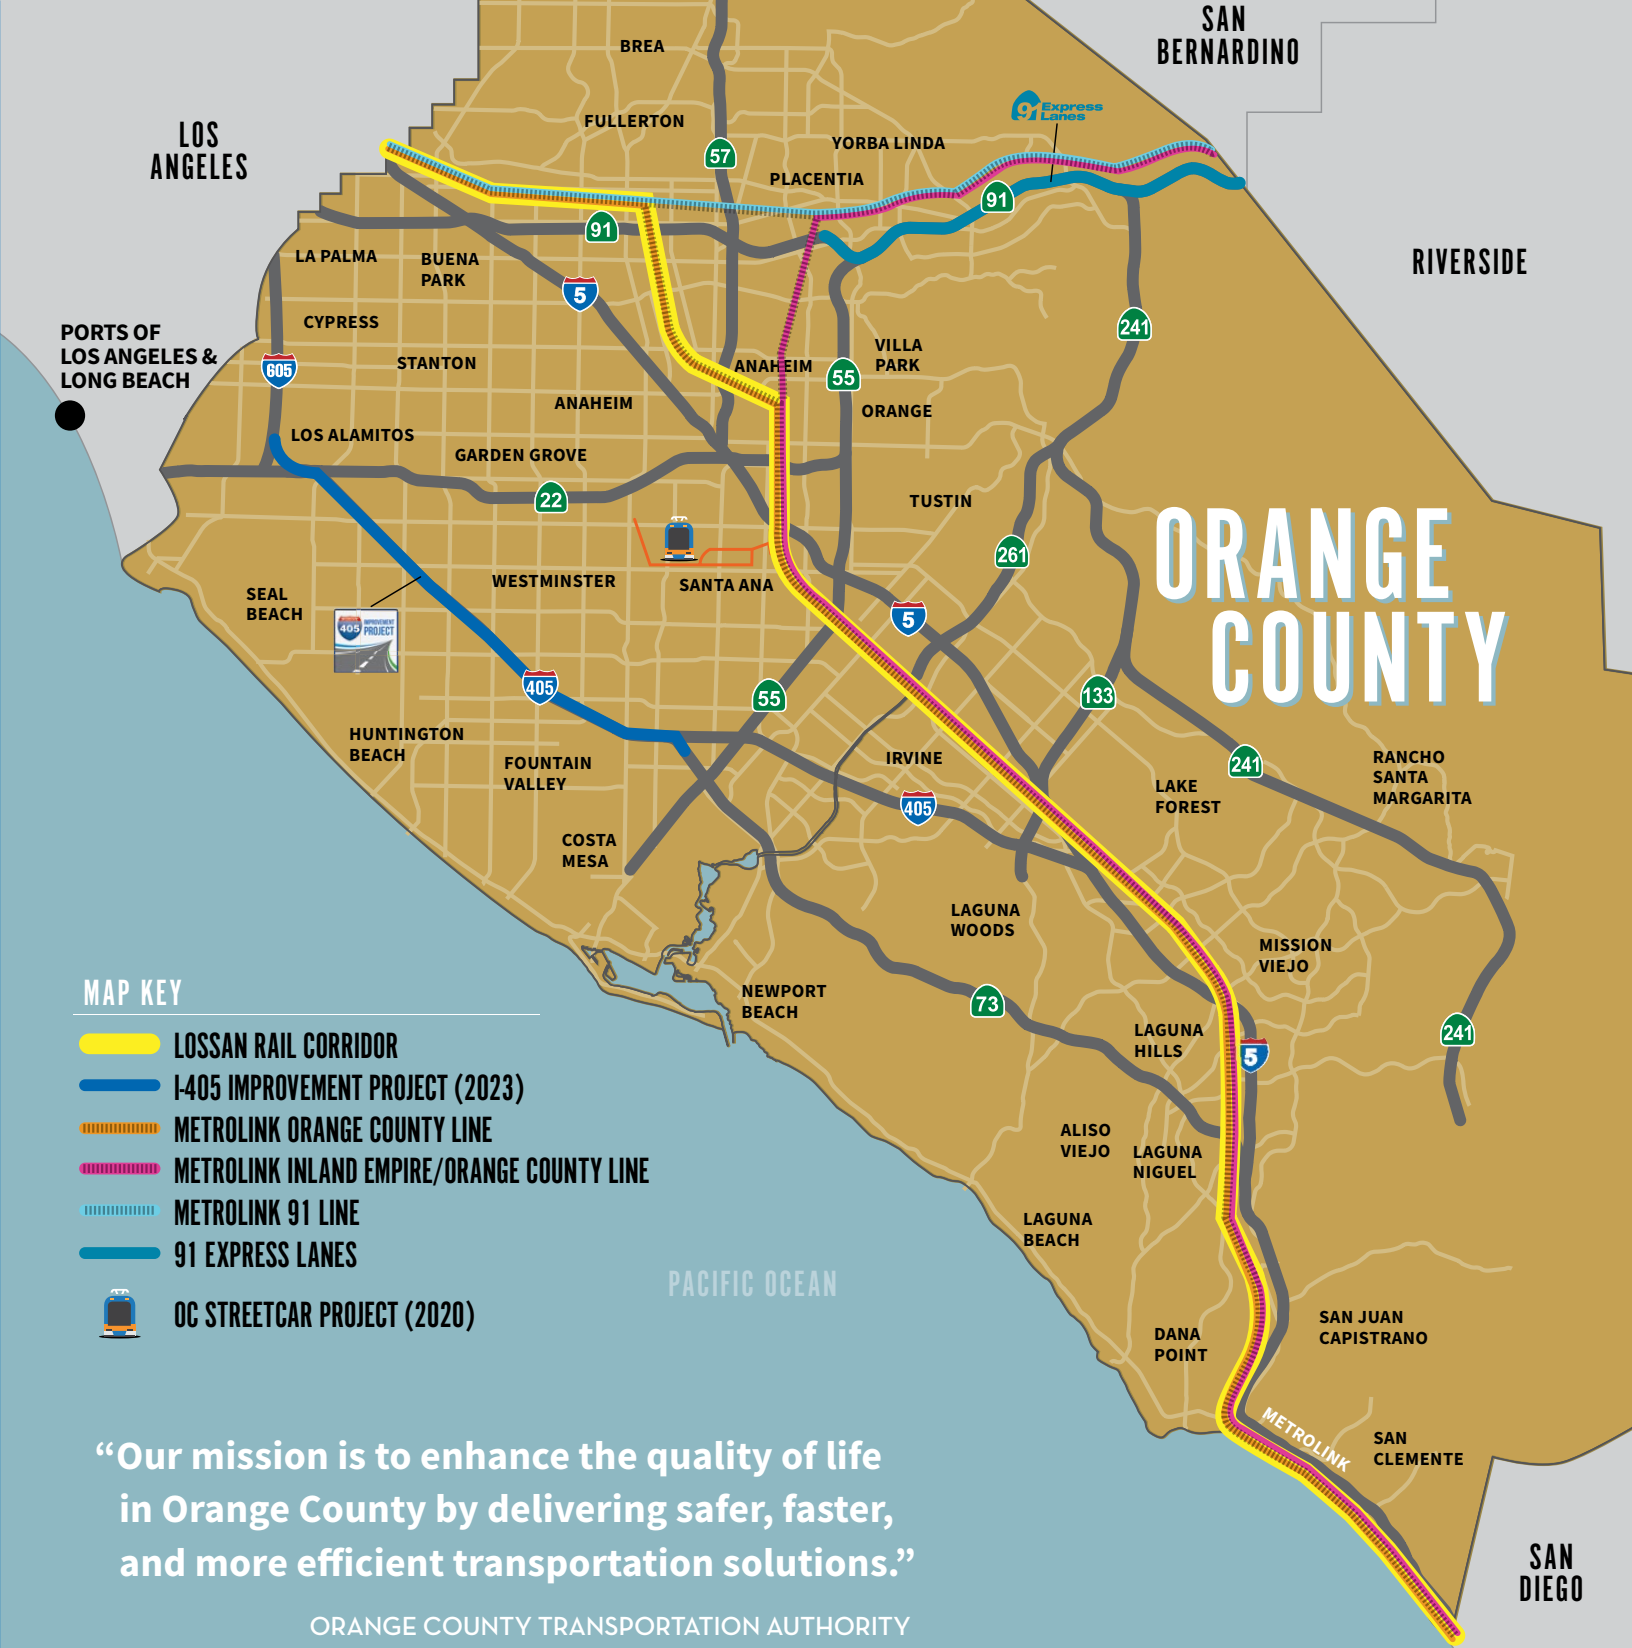 SAN
BERNARDINO
BREA
91 Express
Lanes
FULLERTON
LOS
ANGELES
YORBA LINDA
57
PLACENTIA
91
91
LA PALMA
BUENA
PARK
RIVERSIDE
5
CYPRESS
241
PORTS OF
LOS ANGELES &
LONG BEACH
STANTON
VILLA
PARK
605
ANAHEIM
55
ANAHEIM
ORANGE
LOS ALAMITOS
GARDEN GROVE
22
TUSTIN
ORANGE
COUNTY
261
WESTMINSTER
SANTA ANA
SEAL
BEACH
5
405
IMPROVEMENT
PROJECT
405
55
133
HUNTINGTON
BEACH
FOUNTAIN
VALLEY
IRVINE
241
RANCHO
SANTA
MARGARITA
LAKE
FOREST
405
COSTA
MESA
LAGUNA
WOODS
MISSION
VIEJO
NEWPORT
BEACH
73
LAGUNA
HILLS
241
5
MAP KEY
LOSSAN RAIL CORRIDOR
I-405 IMPROVEMENT PROJECT (2023)
METROLINK ORANGE COUNTY LINE
METROLINK INLAND EMPIRE/ORANGE COUNTY LINE
METROLINK 91 LINE
91 EXPRESS LANES
OC STREETCAR PROJECT (2020)
ALISO
VIEJO
LAGUNA
NIGUEL
LAGUNA
BEACH
PACIFIC OCEAN
SAN JUAN
CAPISTRANO
DANA
POINT
METROLINK
SAN
CLEMENTE
SAN
DIEGO
“Our mission is to enhance the quality of life
in Orange County by delivering safer, faster,
and more efficient transportation solutions.”
ORANGE COUNTY TRANSPORTATION AUTHORITY